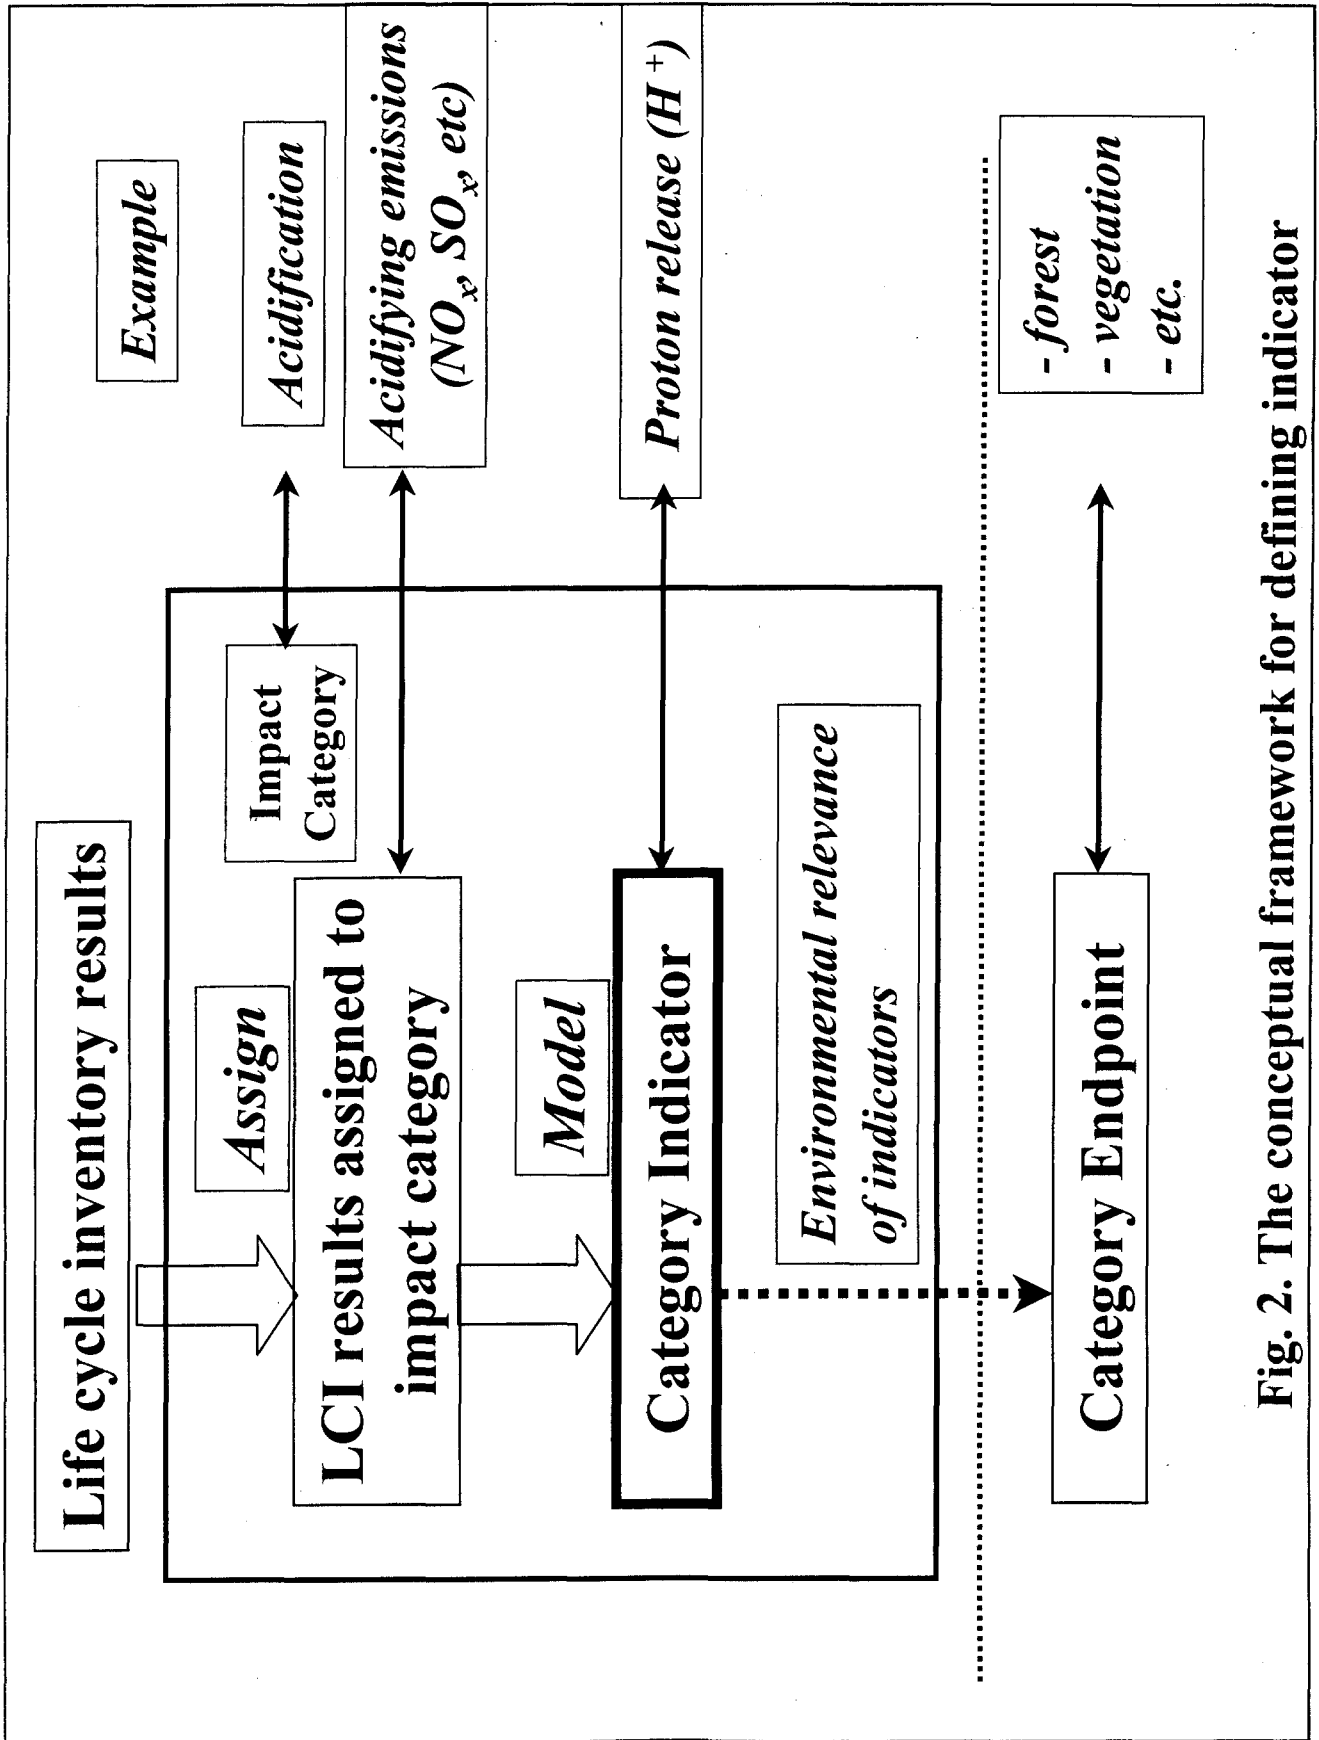 Life cycle inventory results
Example
Assign
Impact
Category
Acidification
LCI results assigned to
impact category
Acidifying emissions
(NOx, SOx, etc)
Model
Category Indicator
Proton release (H+)
Environmental relevance
of indicators
Category Endpoint
- forest
- vegetation
- etc.
Fig. 2. The conceptual framework for defining indicator